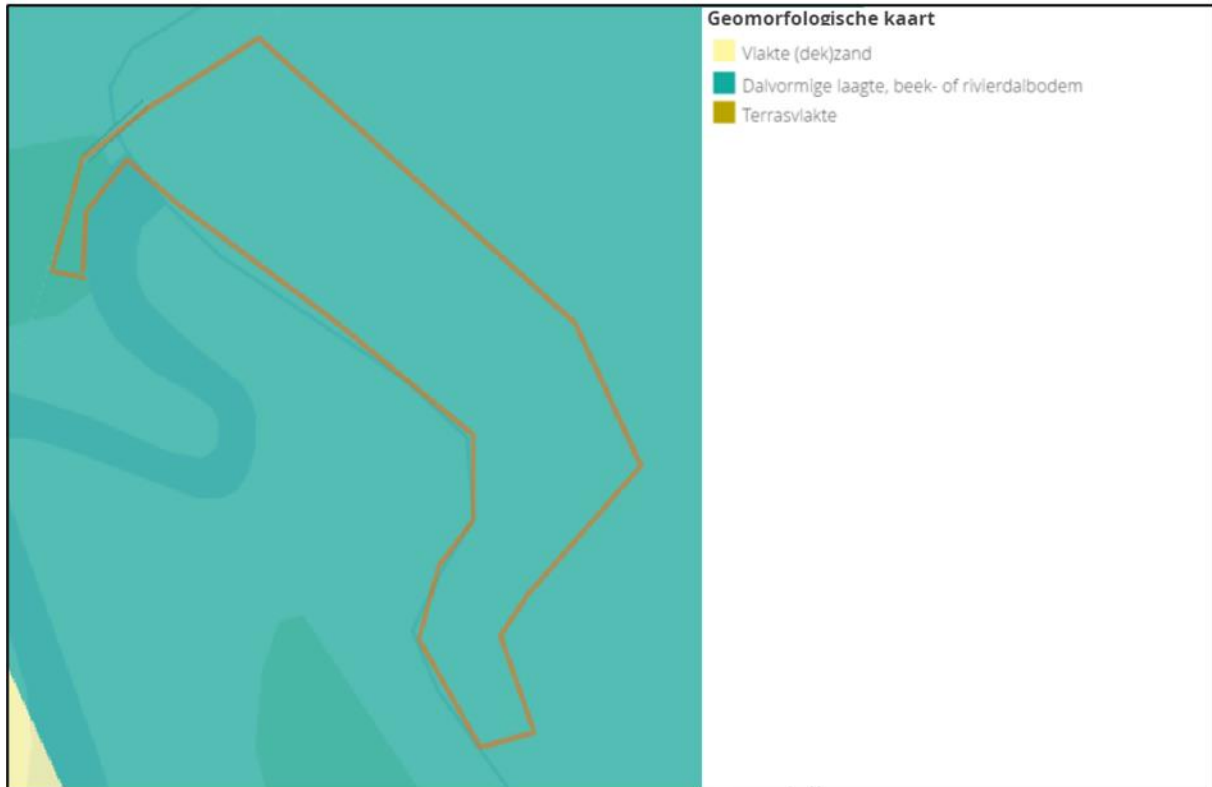 Geomorfologische kaart
Vlakte (dek)zand
Dalvormige laagte, beek- of rivierdalbodem
Terrasvlakte